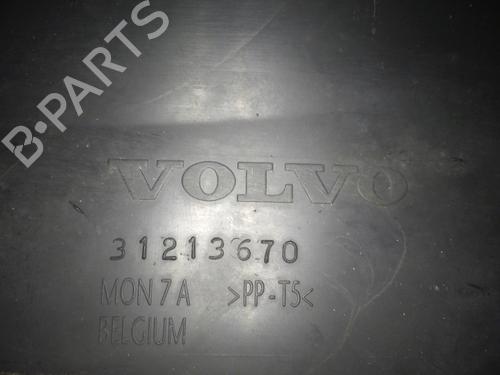 B-PARTS
VOLVO
31213670
MON 7A >PP-T5<
BELGIUM